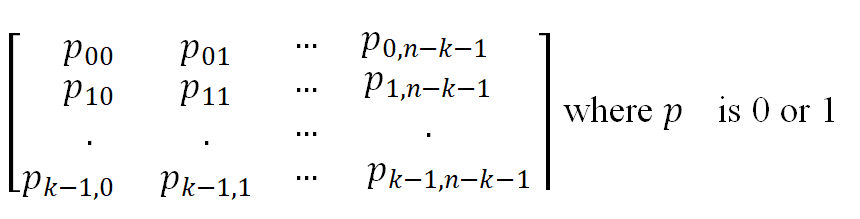 p00 p01 ... p0,n−k−1
p10 p11 ... p1,n−k−1
. . ... .
pk−1,0 pk−1,1 ... pk−1,n−k−1
where p is 0 or 1